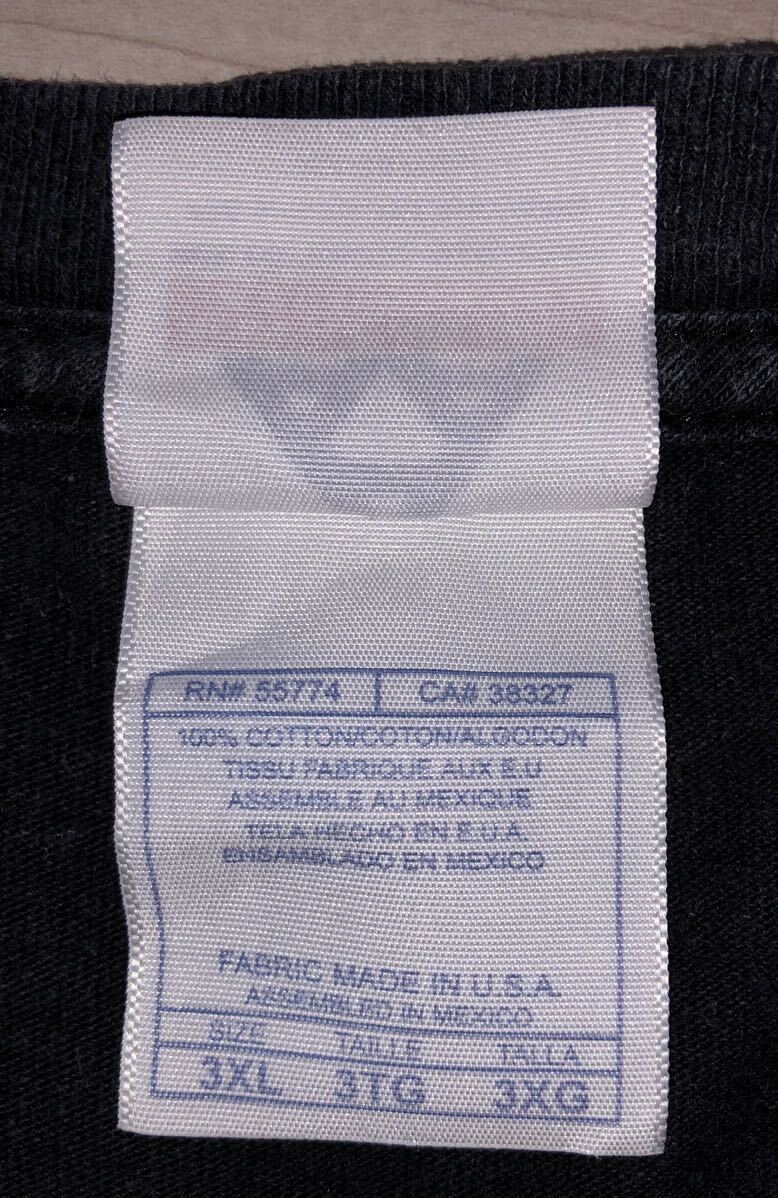 RN# 55774 CA# 38327
100% COTTON/COTON/ALGODON
TISSU FABRIQUE AUX E.U
ASSEMBLE AU MEXIQUE
TELA HECHO EN E.U.A.
ENSAMBLADO EN MEXICO
FABRIC MADE IN U.S.A.
ASSEMBLED IN MEXICO
SIZE TAILLE TALLA
3XL 3TG 3XG